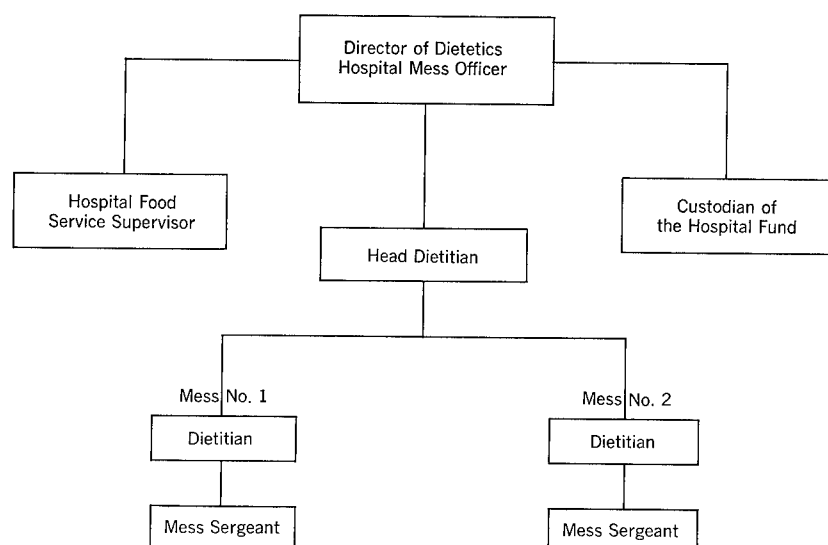 Director of Dietetics
Hospital Mess Officer
Hospital Food
Service Supervisor
Custodian of
the Hospital Fund
Head Dietitian
Mess No. 1
Mess No. 2
Dietitian
Dietitian
Mess Sergeant
Mess Sergeant